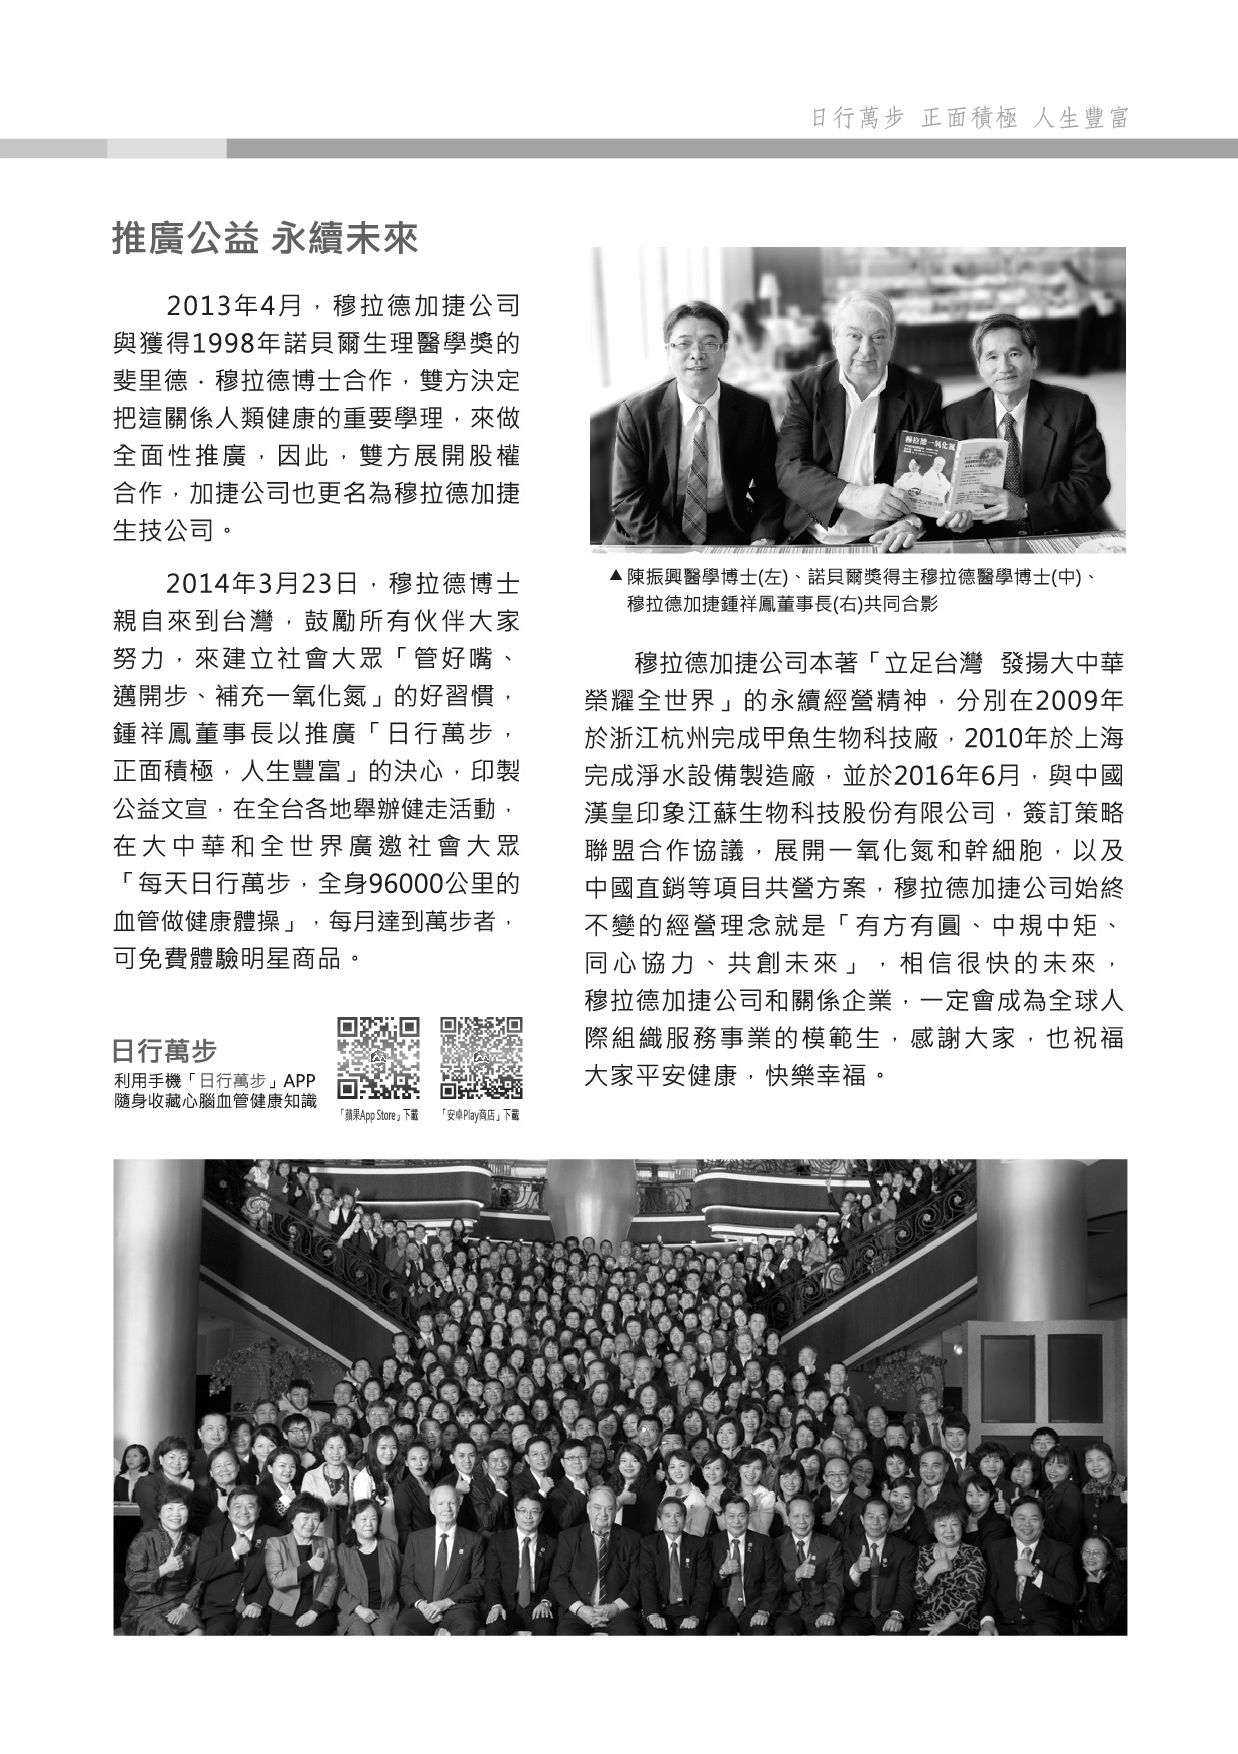 日行萬步 正面積極 人生豐富
推廣公益 永續未來
2013年4月，穆拉德加捷公司
與獲得1998年諾貝爾生理醫學獎的
斐里德．穆拉德博士合作，雙方決定
把這關係人類健康的重要學理，來做
全面性推廣，因此，雙方展開股權
合作，加捷公司也更名為穆拉德加捷
生技公司。
2014年3月23日，穆拉德博士
親自來到台灣，鼓勵所有伙伴大家
努力，來建立社會大眾「管好嘴、
邁開步、補充一氧化氮」的好習慣，
鍾祥鳳董事長以推廣「日行萬步，
正面積極，人生豐富」的決心，印製
公益文宣，在全台各地舉辦健走活動，
在大中華和全世界廣邀社會大眾
「每天日行萬步，全身96000公里的
血管做健康體操」，每月達到萬步者，
可免費體驗明星商品。
日行萬步
利用手機「日行萬步」APP
隨身收藏心腦血管健康知識
「蘋果App Store」下載
「安卓Play商店」下載
穆拉德一氧化氮
▲陳振興醫學博士(左)、諾貝爾獎得主穆拉德醫學博士(中)、
穆拉德加捷鍾祥鳳董事長(右)共同合影
穆拉德加捷公司本著「立足台灣 發揚大中華
榮耀全世界」的永續經營精神，分別在2009年
於浙江杭州完成甲魚生物科技廠，2010年於上海
完成淨水設備製造廠，並於2016年6月，與中國
漢皇印象江蘇生物科技股份有限公司，簽訂策略
聯盟合作協議，展開一氧化氮和幹細胞，以及
中國直銷等項目共營方案，穆拉德加捷公司始終
不變的經營理念就是「有方有圓、中規中矩、
同心協力、共創未來」，相信很快的未來，
穆拉德加捷公司和關係企業，一定會成為全球人
際組織服務事業的模範生，感謝大家，也祝福
大家平安健康，快樂幸福。